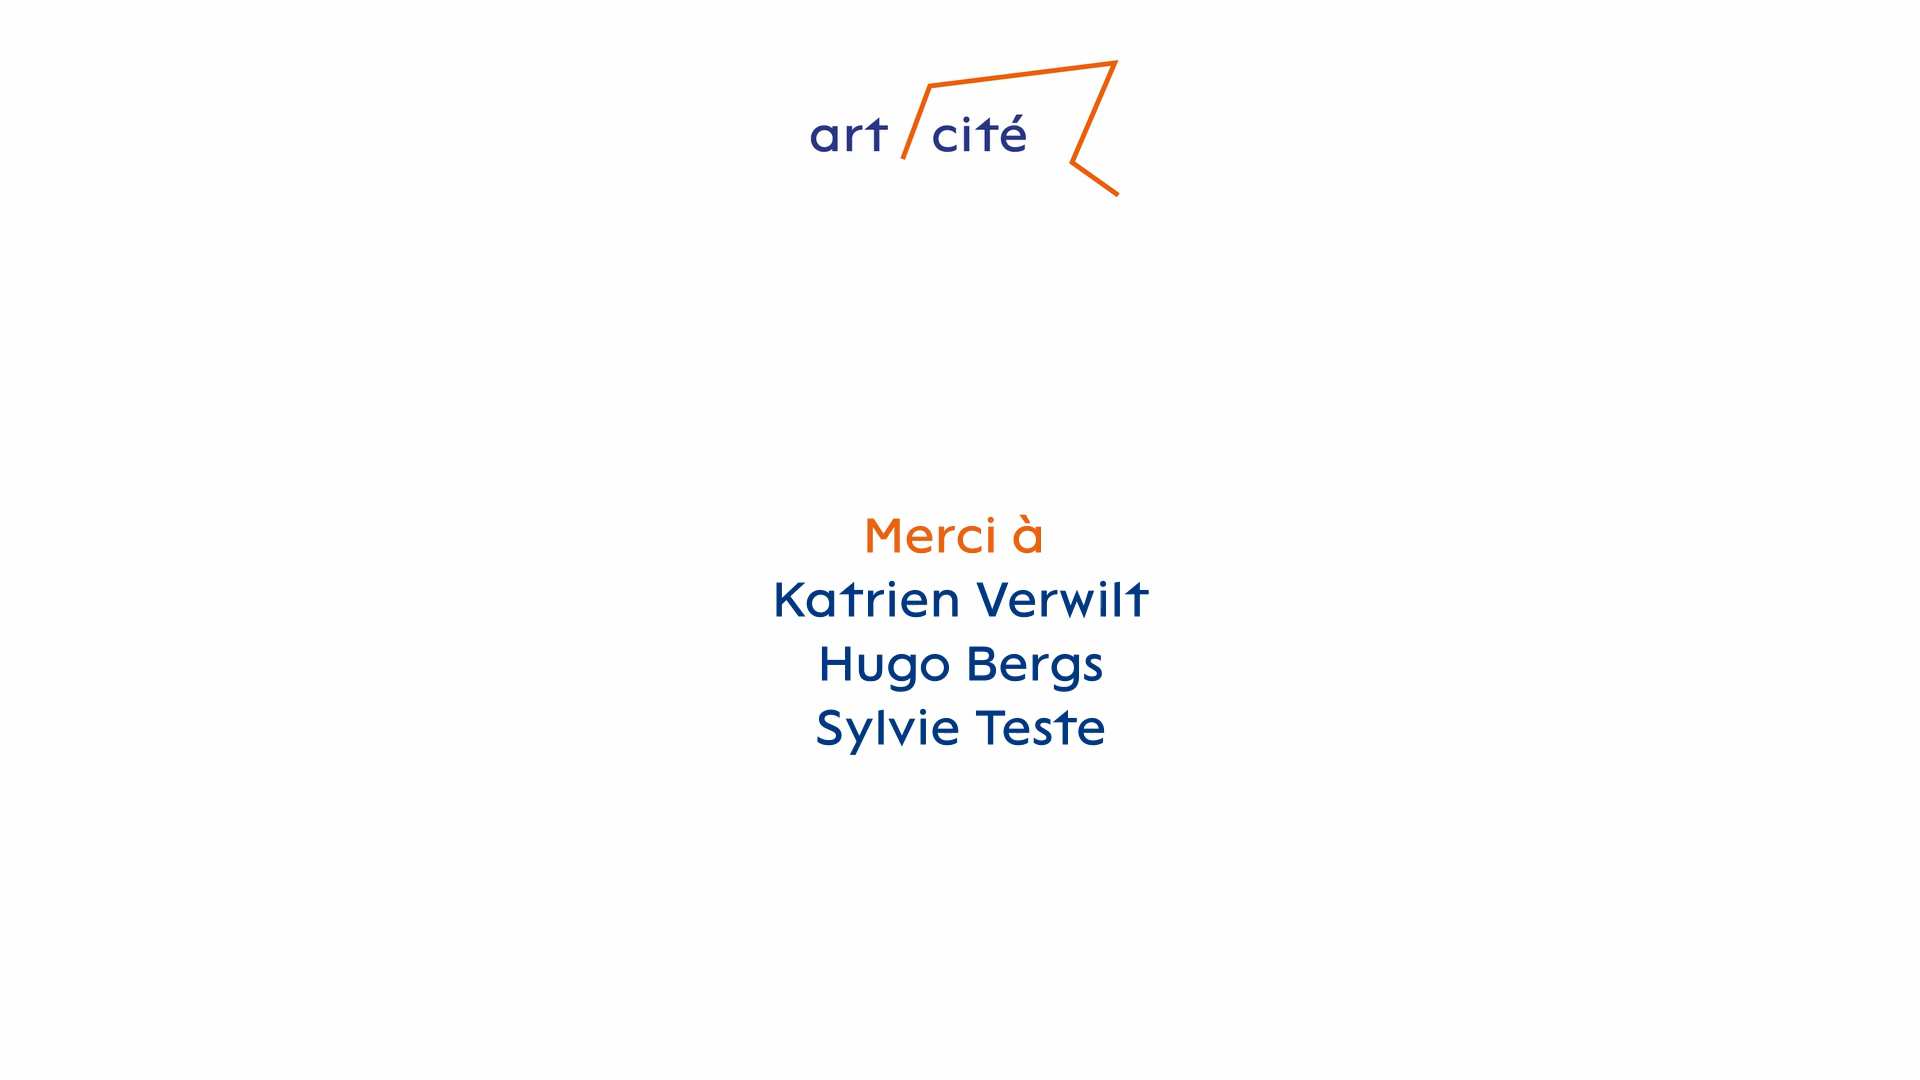 art / cité
Merci à
Katrien Verwilt
Hugo Bergs
Sylvie Teste